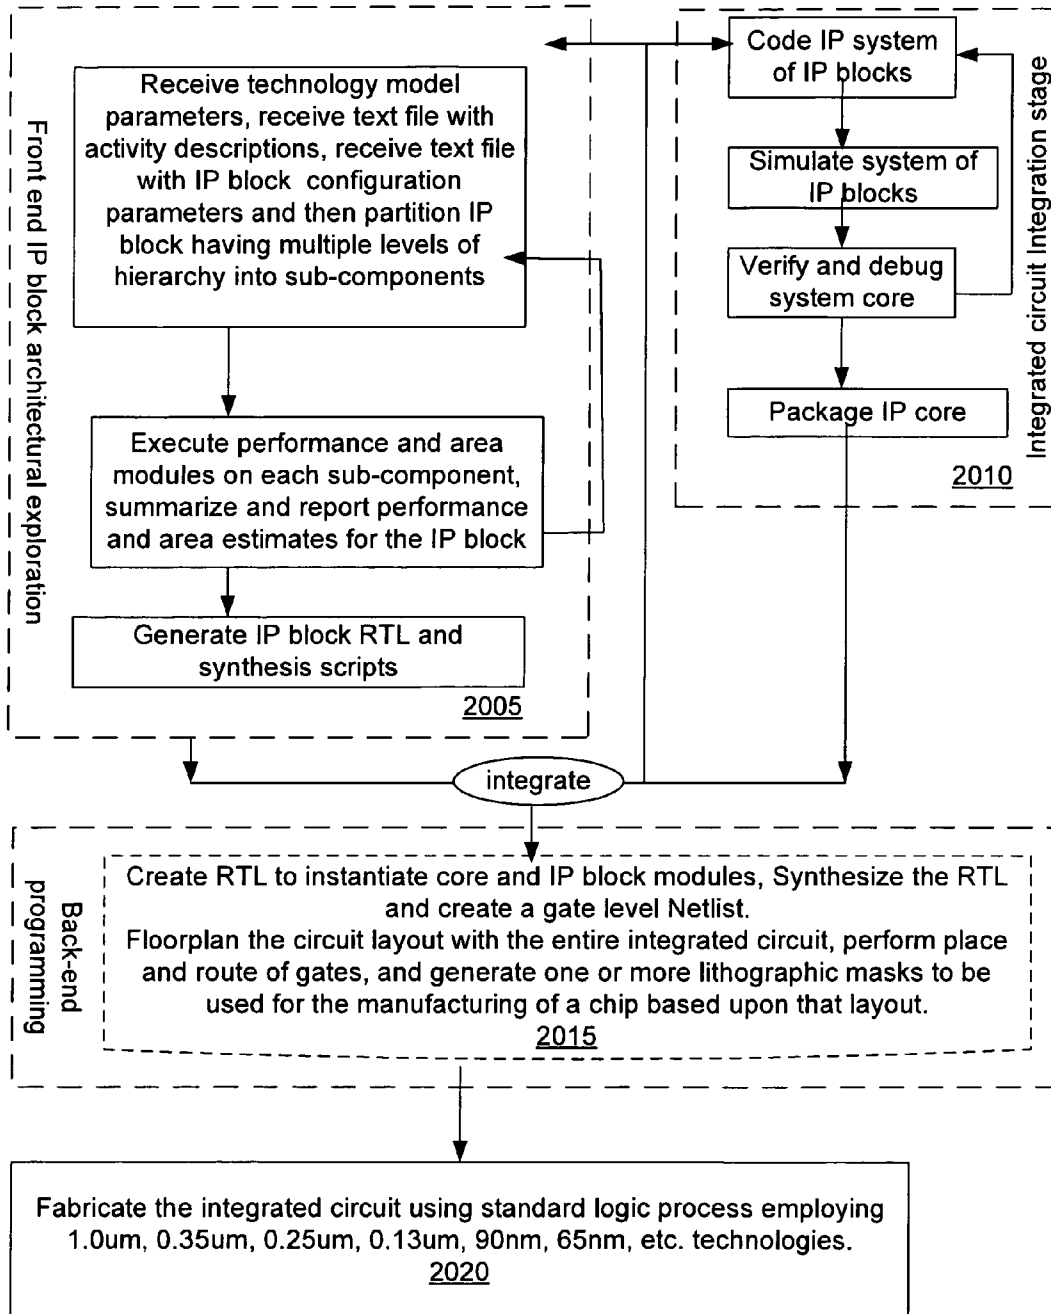 Front end IP block architectural exploration
Receive technology model
parameters, receive text file with
activity descriptions, receive text file
with IP block configuration
parameters and then partition IP
block having multiple levels of
hierarchy into sub-components
Execute performance and area
modules on each sub-component,
summarize and report performance
and area estimates for the IP block
Generate IP block RTL and
synthesis scripts
2005
Code IP system
of IP blocks
Simulate system of
IP blocks
Verify and debug
system core
Package IP core
2010
Integrated circuit Integration stage
integrate
Back-end
programming
Create RTL to instantiate core and IP block modules, Synthesize the RTL
and create a gate level Netlist.
Floorplan the circuit layout with the entire integrated circuit, perform place
and route of gates, and generate one or more lithographic masks to be
used for the manufacturing of a chip based upon that layout.
2015
Fabricate the integrated circuit using standard logic process employing
1.0um, 0.35um, 0.25um, 0.13um, 90nm, 65nm, etc. technologies.
2020